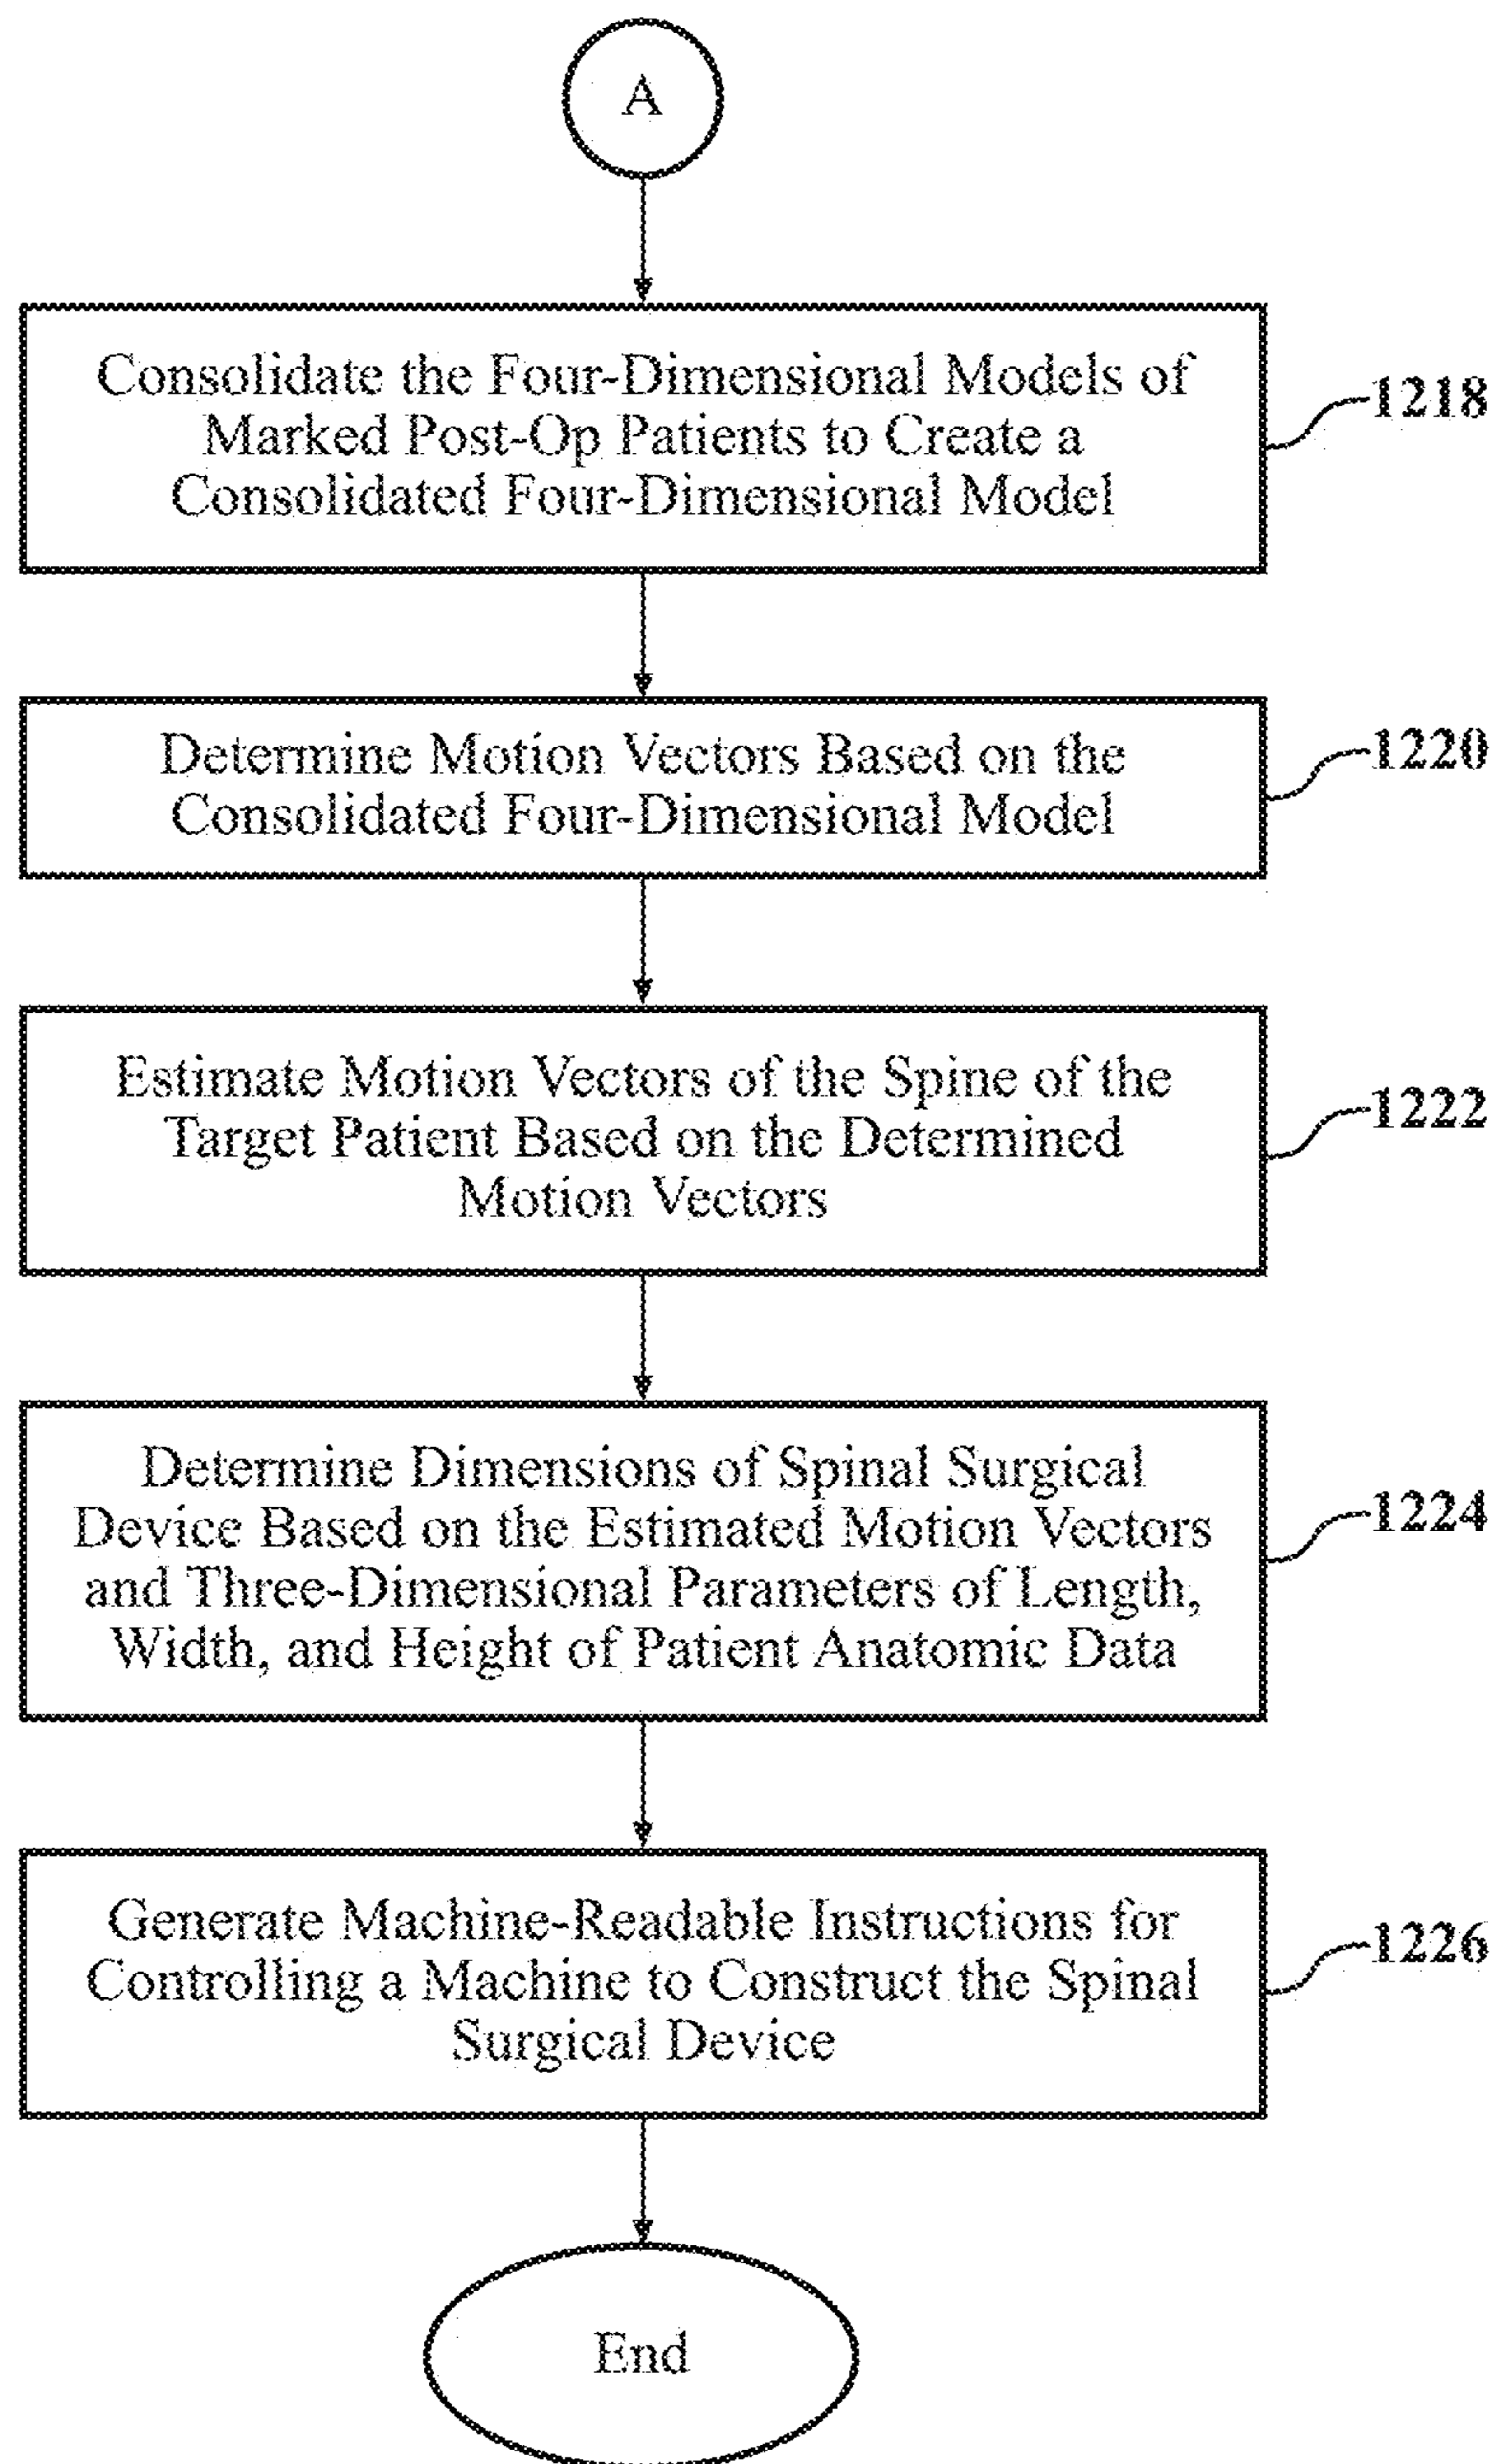 A
Consolidate the Four-Dimensional Models of
Marked Post-Op Patients to Create a
Consolidated Four-Dimensional Model
1218
Determine Motion Vectors Based on the
Consolidated Four-Dimensional Model
1220
Estimate Motion Vectors of the Spine of the
Target Patient Based on the Determined
Motion Vectors
1222
Determine Dimensions of Spinal Surgical
Device Based on the Estimated Motion Vectors
and Three-Dimensional Parameters of Length,
Width, and Height of Patient Anatomic Data
1224
Generate Machine-Readable Instructions for
Controlling a Machine to Construct the Spinal
Surgical Device
1226
End